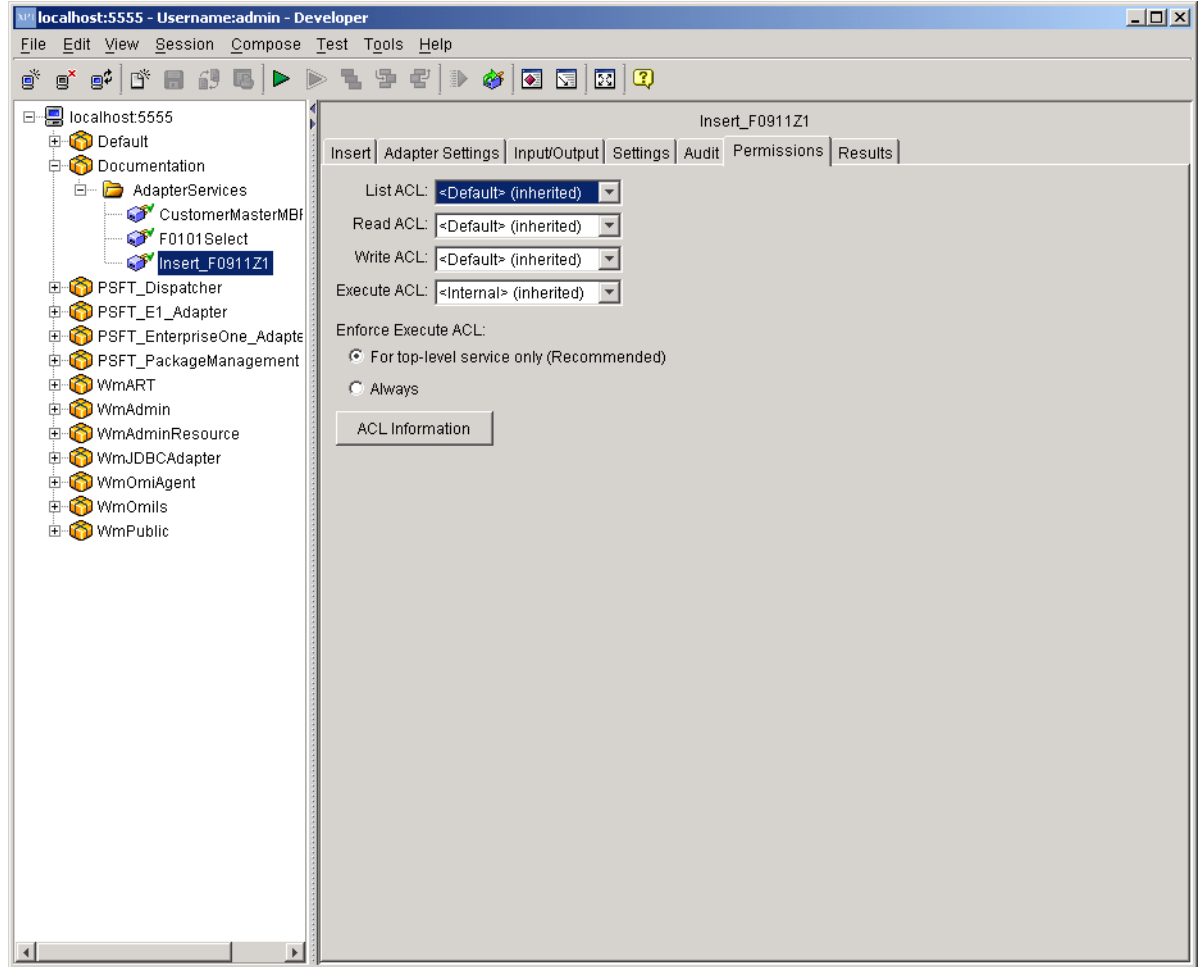 localhost:5555 - Username:admin - Developer
File Edit View Session Compose Test Tools Help
localhost:5555
Default
Documentation
AdapterServices
CustomerMasterMBF
F0101Select
Insert_F0911Z1
PSFT_Dispatcher
PSFT_E1_Adapter
PSFT_EnterpriseOne_Adapte
PSFT_PackageManagement
WmART
WmAdmin
WmAdminResource
WmJDBCAdapter
WmOmiAgent
WmOmiIs
WmPublic
Insert_F0911Z1
Insert Adapter Settings Input/Output Settings Audit Permissions Results
List ACL: <Default> (inherited)
Read ACL: <Default> (inherited)
Write ACL: <Default> (inherited)
Execute ACL: <Internal> (inherited)
Enforce Execute ACL:
For top-level service only (Recommended)
Always
ACL Information